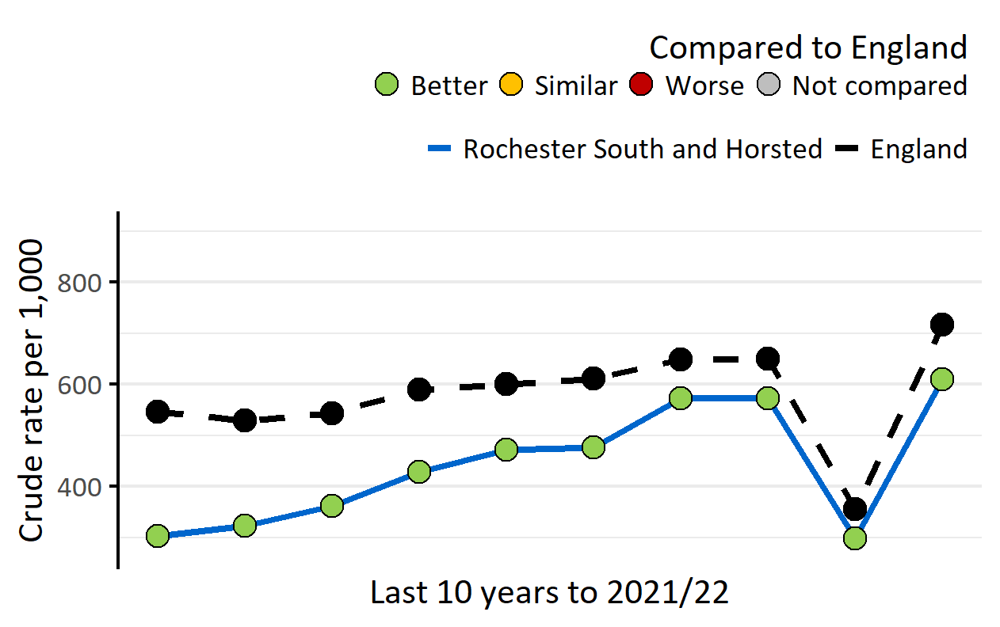 Compared to England
Better Similar Worse Not compared
Rochester South and Horsted England
Crude rate per 1,000
800
600
400
Last 10 years to 2021/22